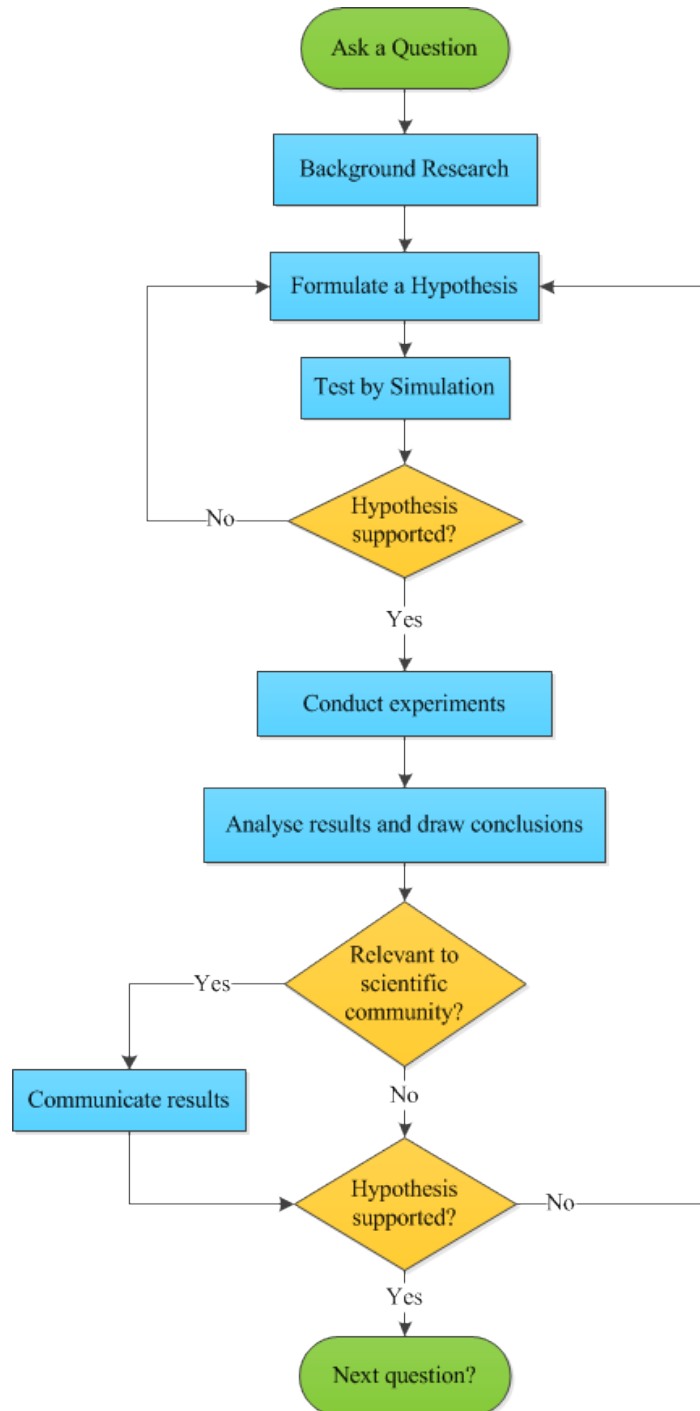 Ask a Question
Background Research
Formulate a Hypothesis
Test by Simulation
Hypothesis
supported?
No
Yes
Conduct experiments
Analyse results and draw conclusions
Relevant to
scientific
community?
Yes
Communicate results
No
Hypothesis
supported?
No
Yes
Next question?